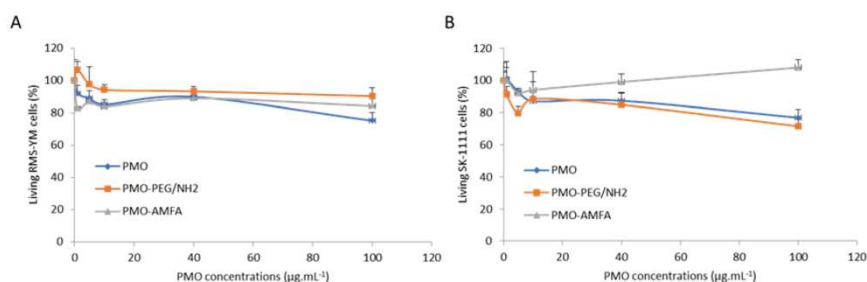 A
120
100
80
60
40
20
0
Living RMS-YM cells (%)
PMO
PMO-PEG/NH2
PMO-AMFA
0 20 40 60 80 100 120
PMO concentrations (µg.mL-1)
B
120
100
80
60
40
20
0
Living SK-1111 cells (%)
PMO
PMO-PEG/NH2
PMO-AMFA
0 20 40 60 80 100 120
PMO concentrations (µg.mL-1)